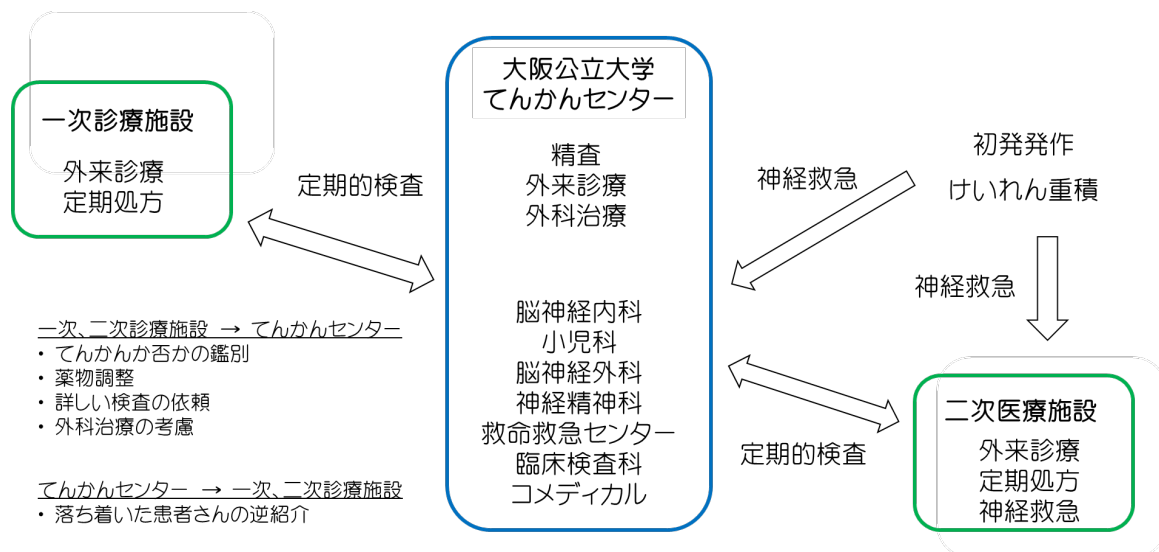 一次診療施設
外来診療
定期処方
定期的検査
一次、二次診療施設 → てんかんセンター
• てんかんか否かの鑑別
• 薬物調整
• 詳しい検査の依頼
• 外科治療の考慮
てんかんセンター → 一次、二次診療施設
• 落ち着いた患者さんの逆紹介
大阪公立大学
てんかんセンター
精査
外来診療
外科治療
脳神経内科
小児科
脳神経外科
神経精神科
救命救急センター
臨床検査科
コメディカル
神経救急
初発発作
けいれん重積
神経救急
定期的検査
二次医療施設
外来診療
定期処方
神経救急